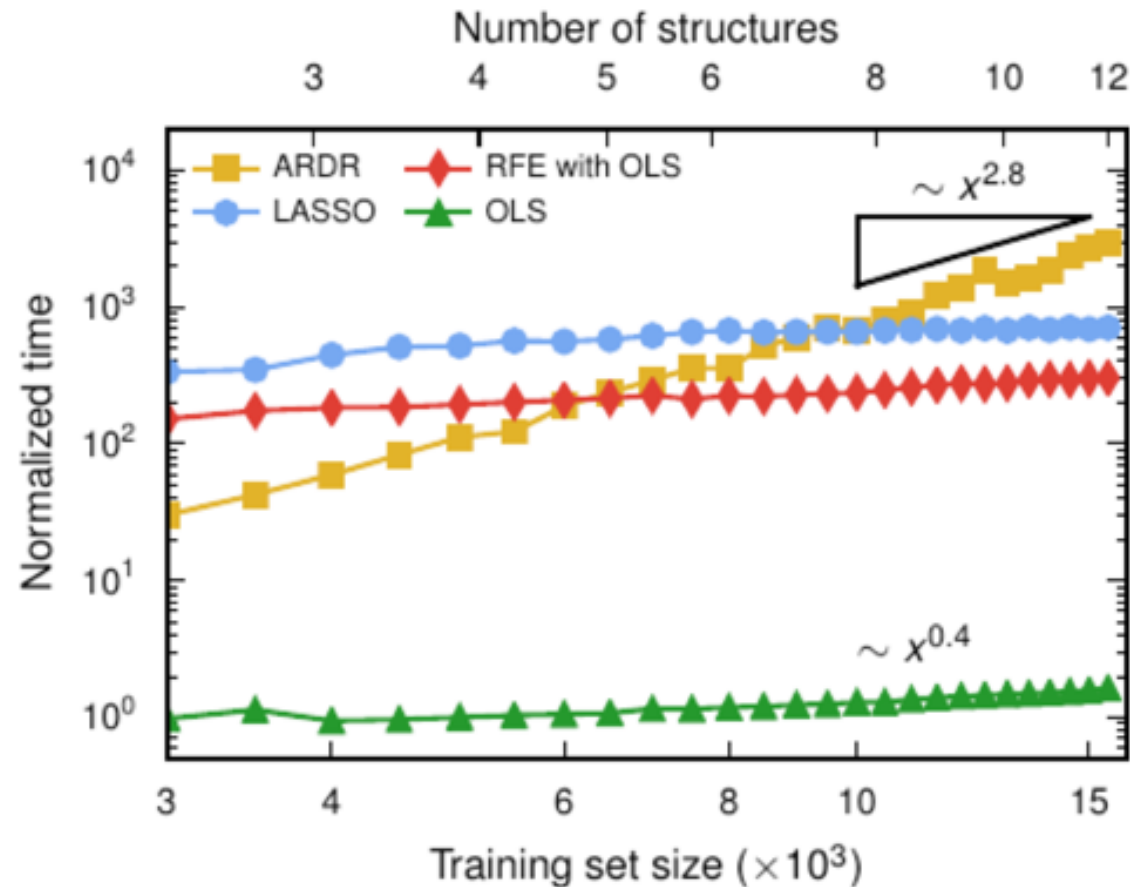 Number of structures
3 4 5 6 8 10 12
ARDR RFE with OLS
LASSO OLS
~ x^2.8
~ x^0.4
Normalized time
10^4
10^3
10^2
10^1
10^0
3 4 6 8 10 15
Training set size (×10^3)